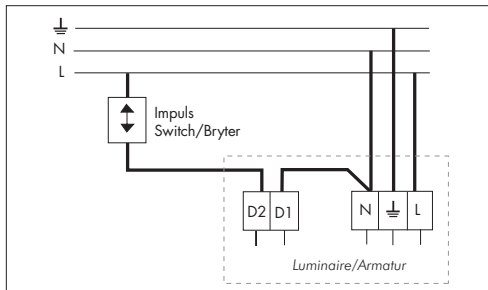 ⏚
N
L
Impuls
Switch/Bryter
D2 D1 N ⏚ L
Luminaire/Armatur